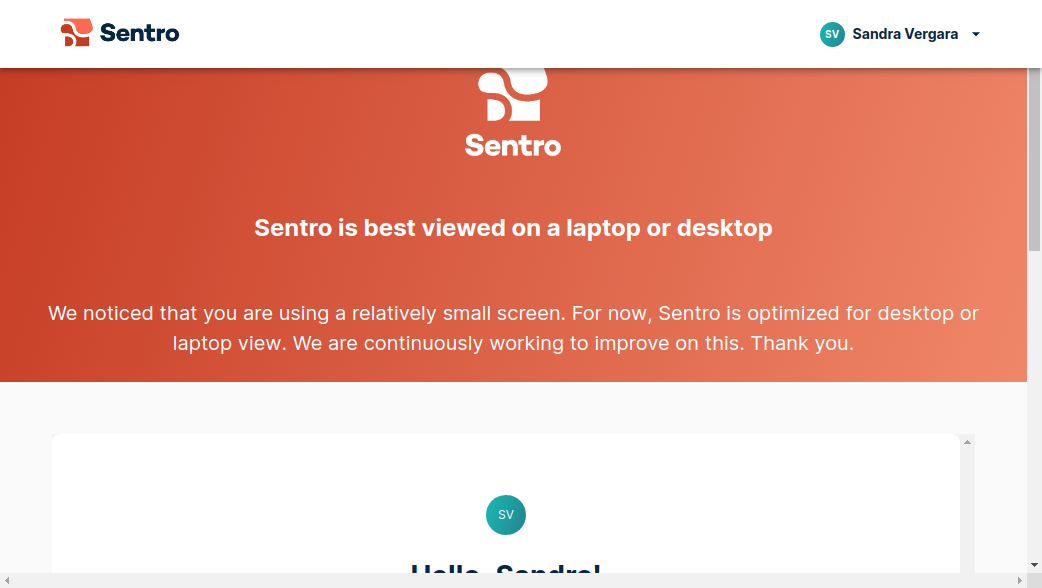 Sentro
SV Sandra Vergara
Sentro
Sentro is best viewed on a laptop or desktop
We noticed that you are using a relatively small screen. For now, Sentro is optimized for desktop or
laptop view. We are continuously working to improve on this. Thank you.
SV
Hello, Sandra!